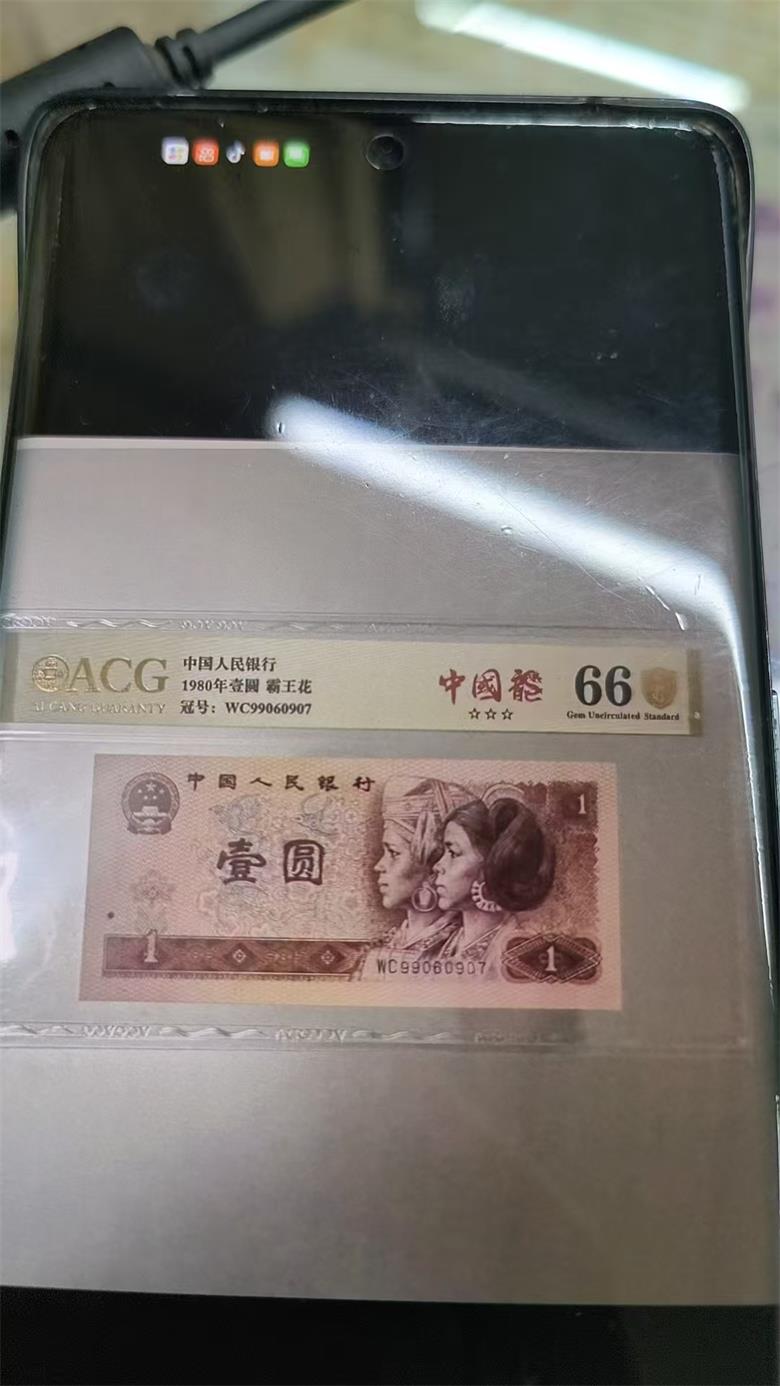 ACG
AI CANG GUARANTY
中国人民银行
1980年壹圆 霸王花
冠号: WC99060907
中國龍
☆☆☆
66
Gem Uncirculated Standard
中国人民银行
1
壹圆
1
WC99060907
1